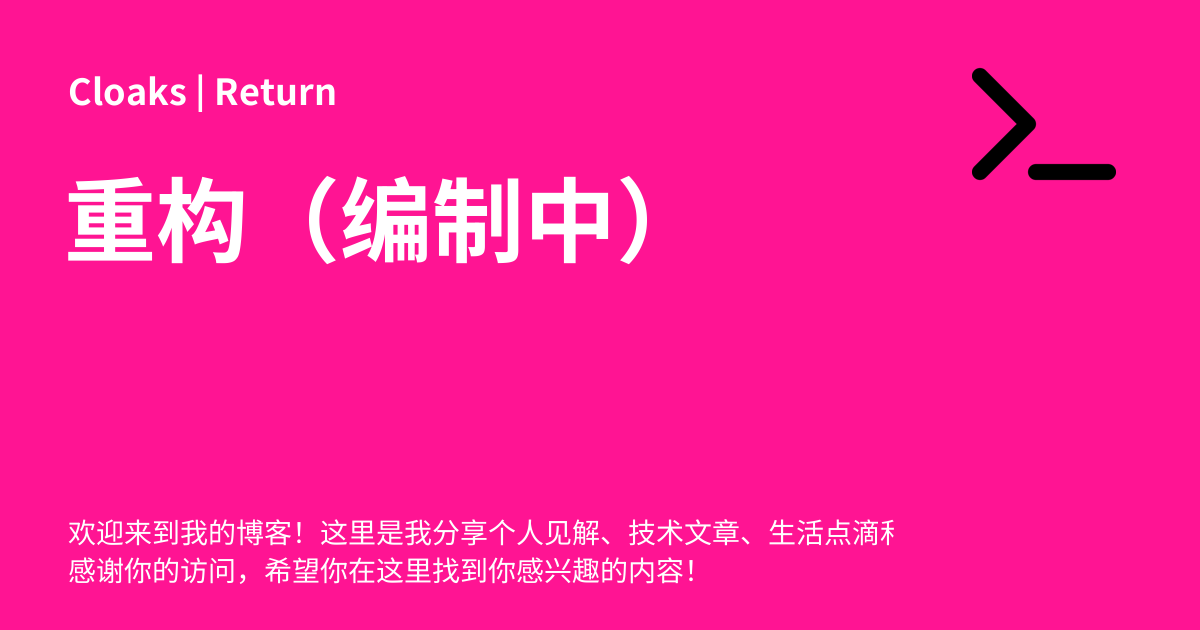 Cloaks | Return
重构（编制中）
欢迎来到我的博客！这里是我分享个人见解、技术文章、生活点滴
感谢你的访问，希望你在这里找到你感兴趣的内容！